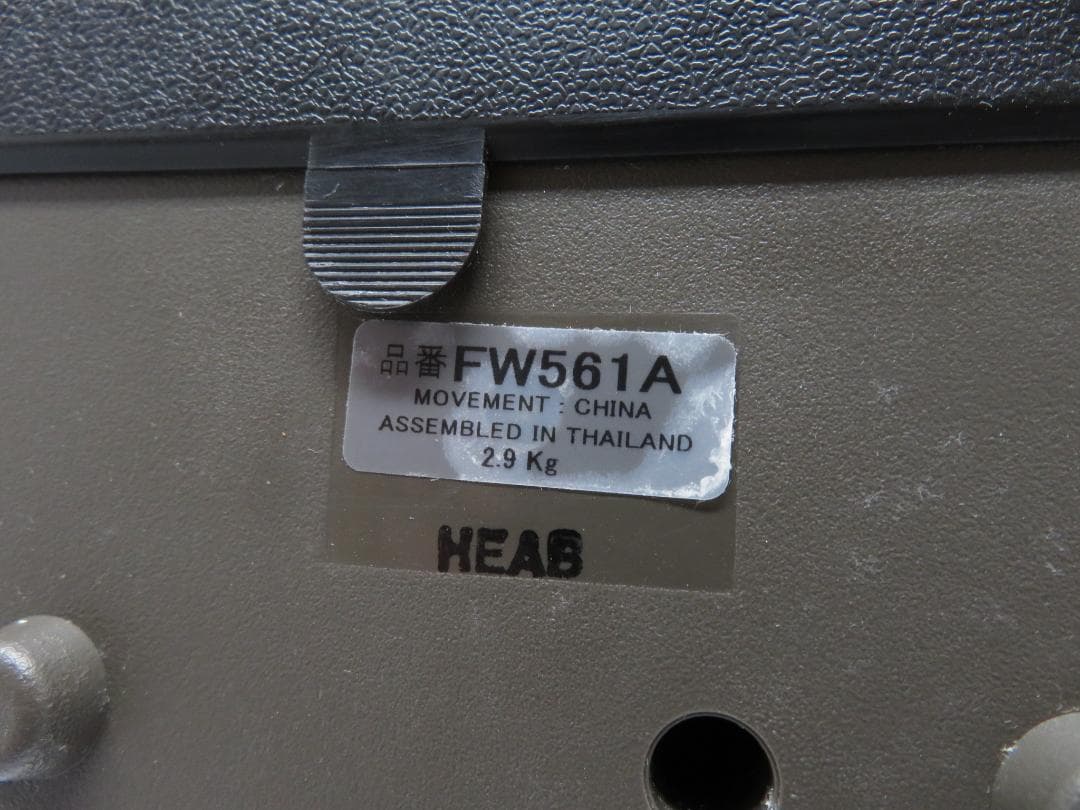 品番FW561A
MOVEMENT : CHINA
ASSEMBLED IN THAILAND
2.9 Kg
HEAB